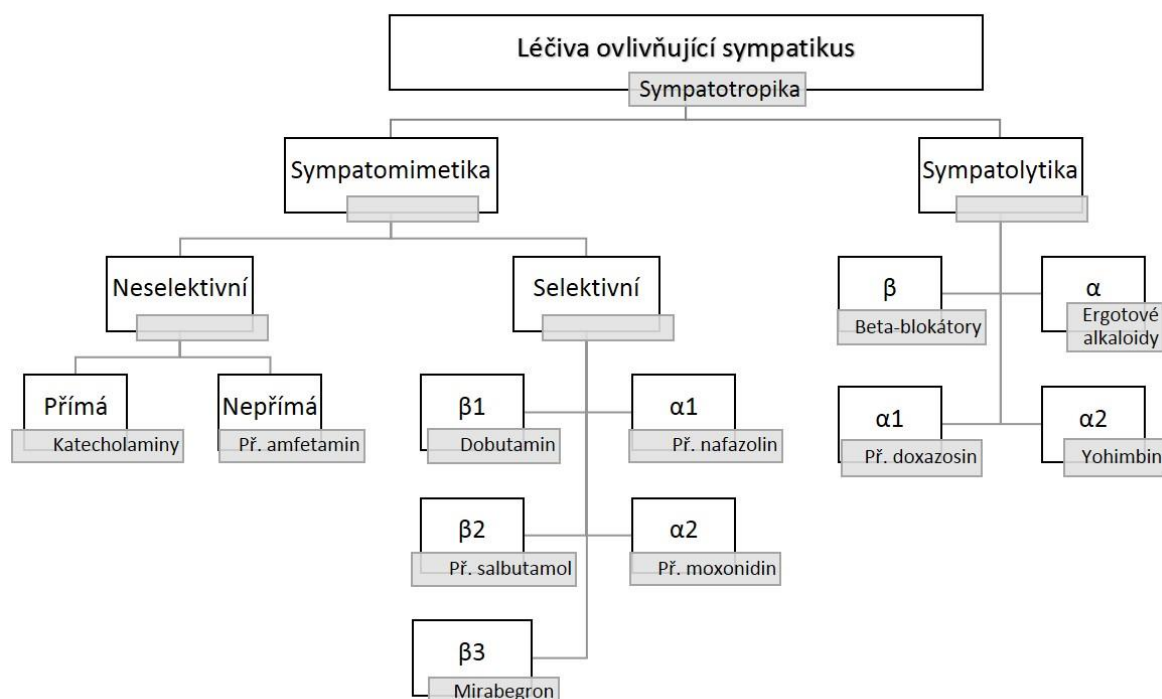 Léčiva ovlivňující sympatikus
Sympatotropika
Sympatomimetika
Sympatolytika
Neselektivní
Selektivní
β
Beta-blokátory
α
Ergotové
alkaloidy
Přímá
Katecholaminy
Nepřímá
Př. amfetamin
β1
Dobutamin
α1
Př. nafazolin
α1
Př. doxazosin
α2
Yohimbin
β2
Př. salbutamol
α2
Př. moxonidin
β3
Mirabegron